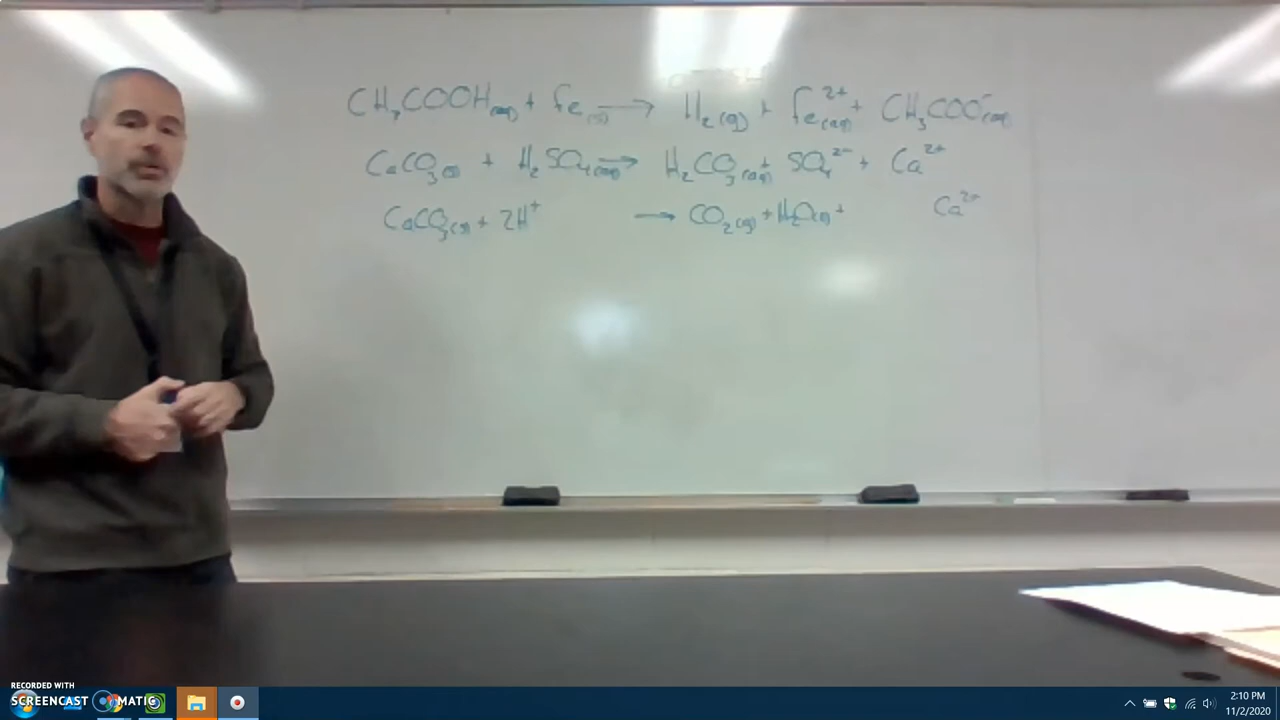 CH₃COOH(aq) + Fe(s) → H₂(g) + Fe²⁺(aq) + CH₃COO⁻(aq)
CaCO₃(s) + H₂SO₄(aq) → H₂CO₃(aq) + SO₄²⁻ + Ca²⁺
CaCO₃(s) + 2H⁺ → CO₂(g) + H₂O(l) + Ca²⁺
RECORDED WITH
SCREENCAST MATIC
2:10 PM
11/2/2020